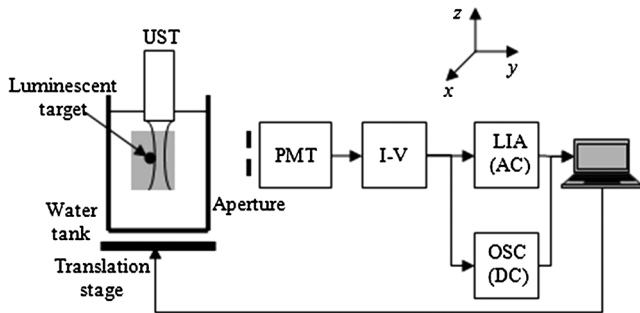 UST
z
y
x
Luminescent
target
PMT
I-V
LIA
(AC)
Aperture
Water
tank
OSC
(DC)
Translation
stage